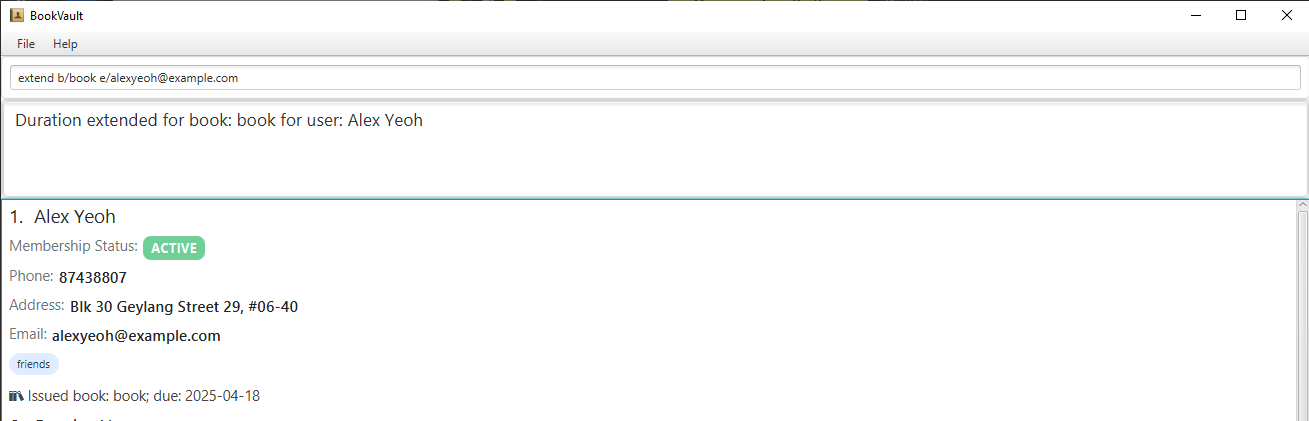 BookVault
File Help
extend b/book e/alexyeoh@example.com
Duration extended for book: book for user: Alex Yeoh
1. Alex Yeoh
Membership Status: ACTIVE
Phone: 87438807
Address: Blk 30 Geylang Street 29, #06-40
Email: alexyeoh@example.com
friends
Issued book: book; due: 2025-04-18